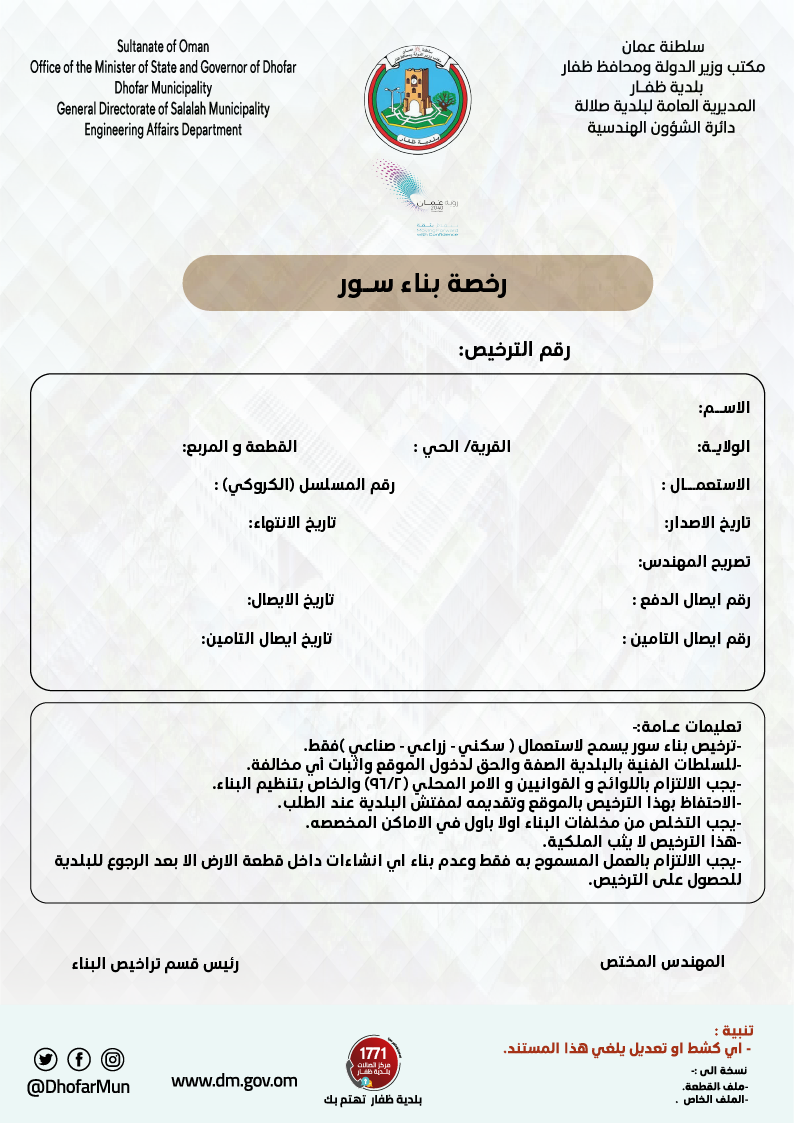 Sultanate of Oman
Office of the Minister of State and Governor of Dhofar
Dhofar Municipality
General Directorate of Salalah Municipality
Engineering Affairs Department
سلطنة عمان
مكتب وزير الدولة ومحافظ ظفار
بلدية ظفـار
المديرية العامة لبلدية صلالة
دائرة الشؤون الهندسية
بلدية ظفار
رؤية عمان
2040
رخصة بناء سـور
رقم الترخيص:
الاسـم:
الولايـة: القرية/ الحي : القطعة و المربع:
الاستعمـال : رقم المسلسل (الكروكي) :
تاريخ الاصدار: تاريخ الانتهاء:
تصريح المهندس:
رقم ايصال الدفع : تاريخ الايصال:
رقم ايصال التامين : تاريخ ايصال التامين:
تعليمات عـامة:-
-ترخيص بناء سور يسمح لاستعمال ( سكني - زراعي - صناعي )فقط.
-للسلطات الفنية بالبلدية الصفة والحق لدخول الموقع واثبات أي مخالفة.
-يجب الالتزام باللوائح و القوانيين و الامر المحلي (٩٦/٢) والخاص بتنظيم البناء.
-الاحتفاظ بهذا الترخيص بالموقع وتقديمه لمفتش البلدية عند الطلب.
-يجب التخلص من مخلفات البناء اولا باول في الاماكن المخصصه.
-هذا الترخيص لا يثب الملكية.
-يجب الالتزام بالعمل المسموح به فقط وعدم بناء اي انشاءات داخل قطعة الارض الا بعد الرجوع للبلدية
للحصول على الترخيص.
المهندس المختص
رئيس قسم تراخيص البناء
تنبية :
- اي كشط او تعديل يلغي هذا المستند.
نسخة الى :-
-ملف القطعة.
-الملف الخاص .
1771
مركز اتصالات
بلدية ظفـار
بلدية ظفار تهتم بك
www.dm.gov.om
@DhofarMun